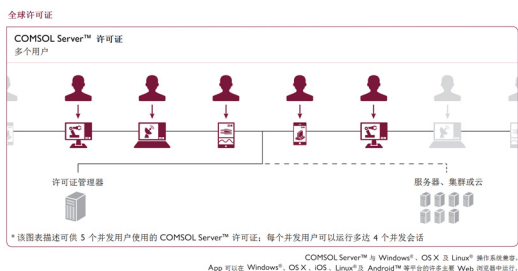 全球许可证
COMSOL Server™ 许可证
多个用户
许可证管理器
服务器、集群或云
* 该图表描述可供 5 个并发用户使用的 COMSOL Server™ 许可证；每个并发用户可以运行多达 4 个并发会话
COMSOL Server™ 与 Windows®、OS X 及 Linux® 操作系统兼容。
App 可以在 Windows®、OS X、iOS、Linux®及 Android™ 等平台的许多主要 Web 浏览器中运行。